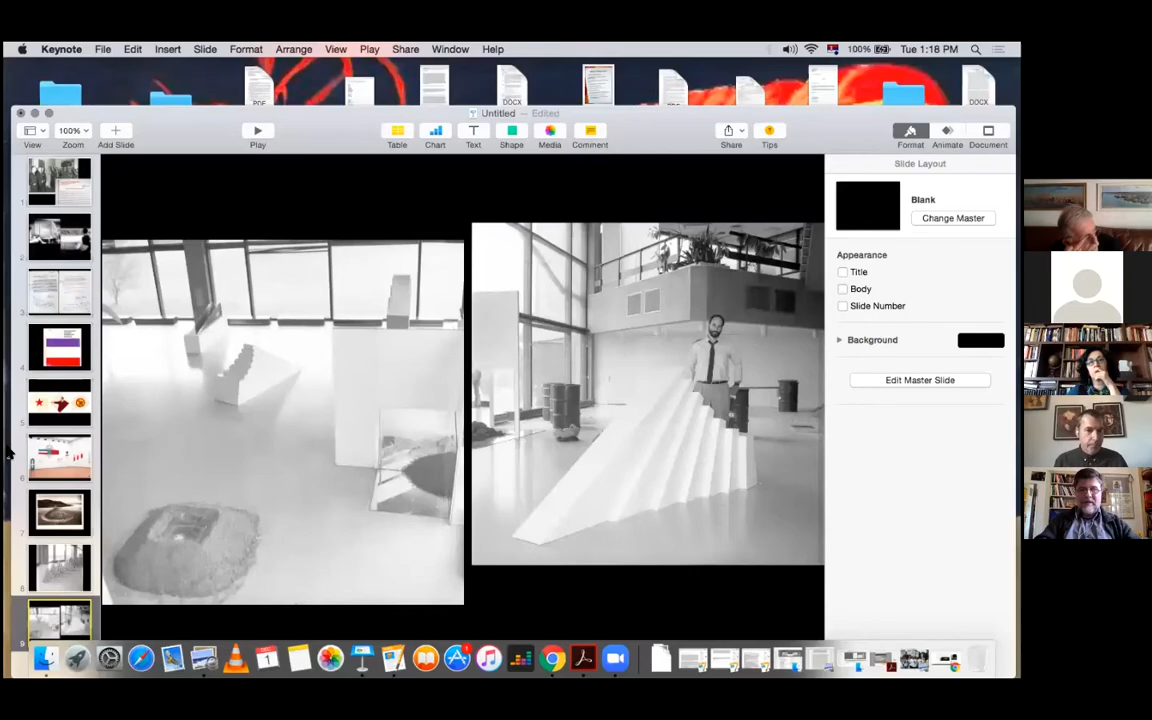 Keynote File Edit Insert Slide Format Arrange View Play Share Window Help 100% Tue 1:18 PM
PDF DOCX DOCX
Untitled — Edited
100%
View Zoom Add Slide Play Table Chart Text Shape Media Comment Share Tips Format Animate Document
Slide Layout
Blank
Change Master
Appearance
Title
Body
Slide Number
Background
Edit Master Slide
1
2
3
4
5
6
7
8
9
1
1